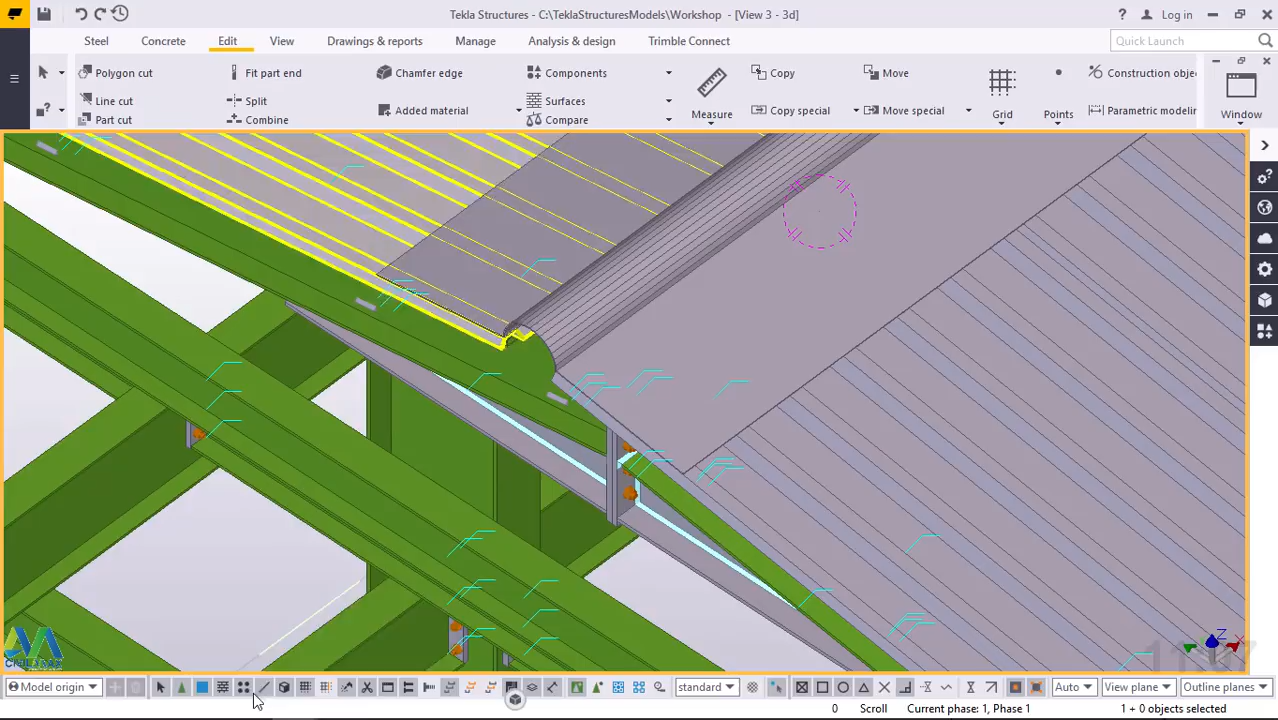 Tekla Structures - C:\TeklaStructuresModels\Workshop - [View 3 - 3d]
Log in
Steel Concrete Edit View Drawings & reports Manage Analysis & design Trimble Connect
Quick Launch
Polygon cut Fit part end Chamfer edge Components Copy Move Construction obje
Line cut Split Surfaces
Added material Measure Copy special Move special Grid Points Parametric modelin Window
Part cut Combine Compare
Z
Model origin standard Auto View plane Outline planes
0 Scroll Current phase: 1, Phase 1 1 + 0 objects selected